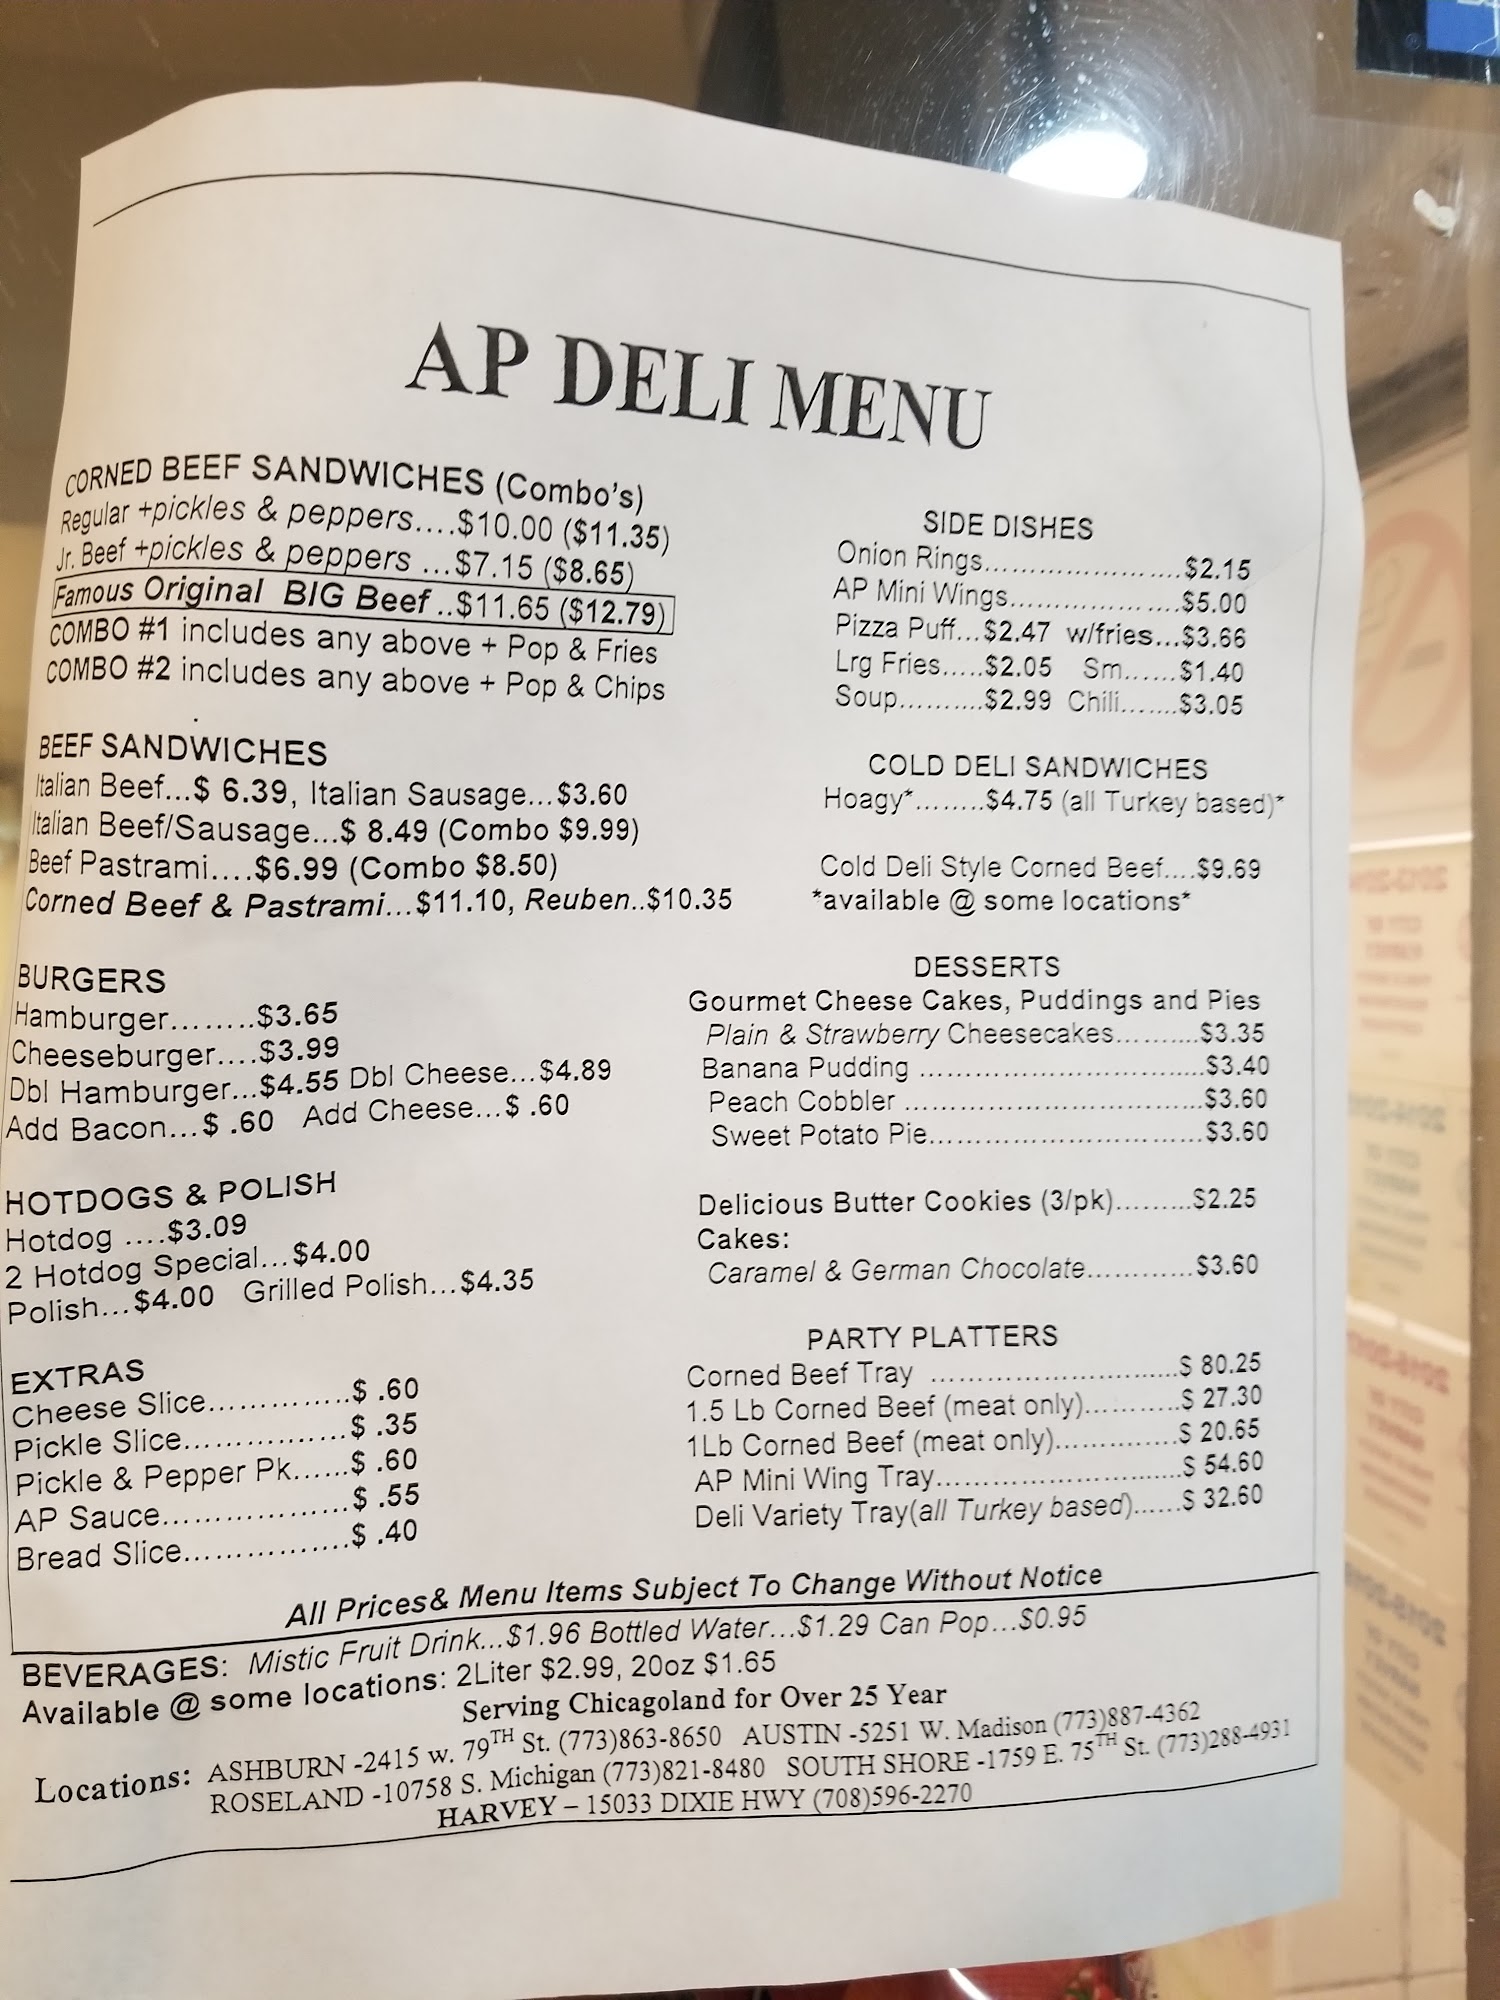 AP DELI MENU
CORNED BEEF SANDWICHES (Combo's)
Regular +pickles & peppers....$10.00 ($11.35)
Jr. Beef +pickles & peppers ...$7.15 ($8.65)
Famous Original BIG Beef ..$11.65 ($12.79)
COMBO #1 includes any above + Pop & Fries
COMBO #2 includes any above + Pop & Chips
BEEF SANDWICHES
Italian Beef...$ 6.39, Italian Sausage...$3.60
Italian Beef/Sausage...$ 8.49 (Combo $9.99)
Beef Pastrami....$6.99 (Combo $8.50)
Corned Beef & Pastrami...$11.10, Reuben..$10.35
BURGERS
Hamburger........$3.65
Cheeseburger....$3.99
Dbl Hamburger...$4.55 Dbl Cheese...$4.89
Add Bacon...$ .60 Add Cheese...$ .60
HOTDOGS & POLISH
Hotdog ....$3.09
2 Hotdog Special...$4.00
Polish...$4.00 Grilled Polish...$4.35
EXTRAS
Cheese Slice..............$ .60
Pickle Slice................$ .35
Pickle & Pepper Pk......$ .60
AP Sauce..................$ .55
Bread Slice................$ .40
SIDE DISHES
Onion Rings.....................$2.15
AP Mini Wings..................$5.00
Pizza Puff...$2.47 w/fries...$3.66
Lrg Fries.....$2.05 Sm......$1.40
Soup..........$2.99 Chili.......$3.05
COLD DELI SANDWICHES
Hoagy*........$4.75 (all Turkey based)*
Cold Deli Style Corned Beef....$9.69
*available @ some locations*
DESSERTS
Gourmet Cheese Cakes, Puddings and Pies
Plain & Strawberry Cheesecakes..........$3.35
Banana Pudding ...............................$3.40
Peach Cobbler ................................$3.60
Sweet Potato Pie..............................$3.60
Delicious Butter Cookies (3/pk).........$2.25
Cakes:
Caramel & German Chocolate............$3.60
PARTY PLATTERS
Corned Beef Tray ...........................$ 80.25
1.5 Lb Corned Beef (meat only)..........$ 27.30
1Lb Corned Beef (meat only).............$ 20.65
AP Mini Wing Tray...........................$ 54.60
Deli Variety Tray(all Turkey based)......$ 32.60
All Prices& Menu Items Subject To Change Without Notice
BEVERAGES: Mistic Fruit Drink...$1.96 Bottled Water...$1.29 Can Pop...$0.95
Available @ some locations: 2Liter $2.99, 20oz $1.65
Serving Chicagoland for Over 25 Year
Locations: ASHBURN -2415 w. 79TH St. (773)863-8650 AUSTIN -5251 W. Madison (773)887-4362
ROSELAND -10758 S. Michigan (773)821-8480 SOUTH SHORE -1759 E. 75TH St. (773)288-4931
HARVEY – 15033 DIXIE HWY (708)596-2270